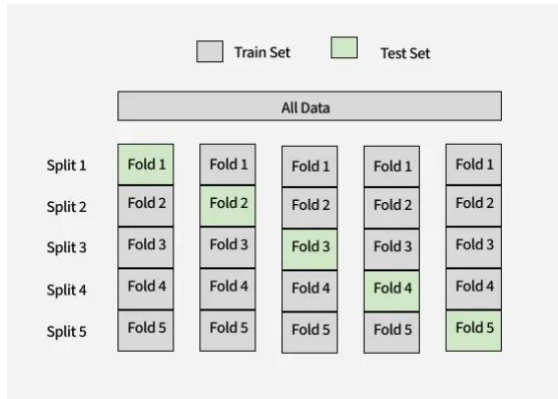 Train Set Test Set
All Data
Split 1 Fold 1 Fold 1 Fold 1 Fold 1 Fold 1
Split 2 Fold 2 Fold 2 Fold 2 Fold 2 Fold 2
Split 3 Fold 3 Fold 3 Fold 3 Fold 3 Fold 3
Split 4 Fold 4 Fold 4 Fold 4 Fold 4 Fold 4
Split 5 Fold 5 Fold 5 Fold 5 Fold 5 Fold 5